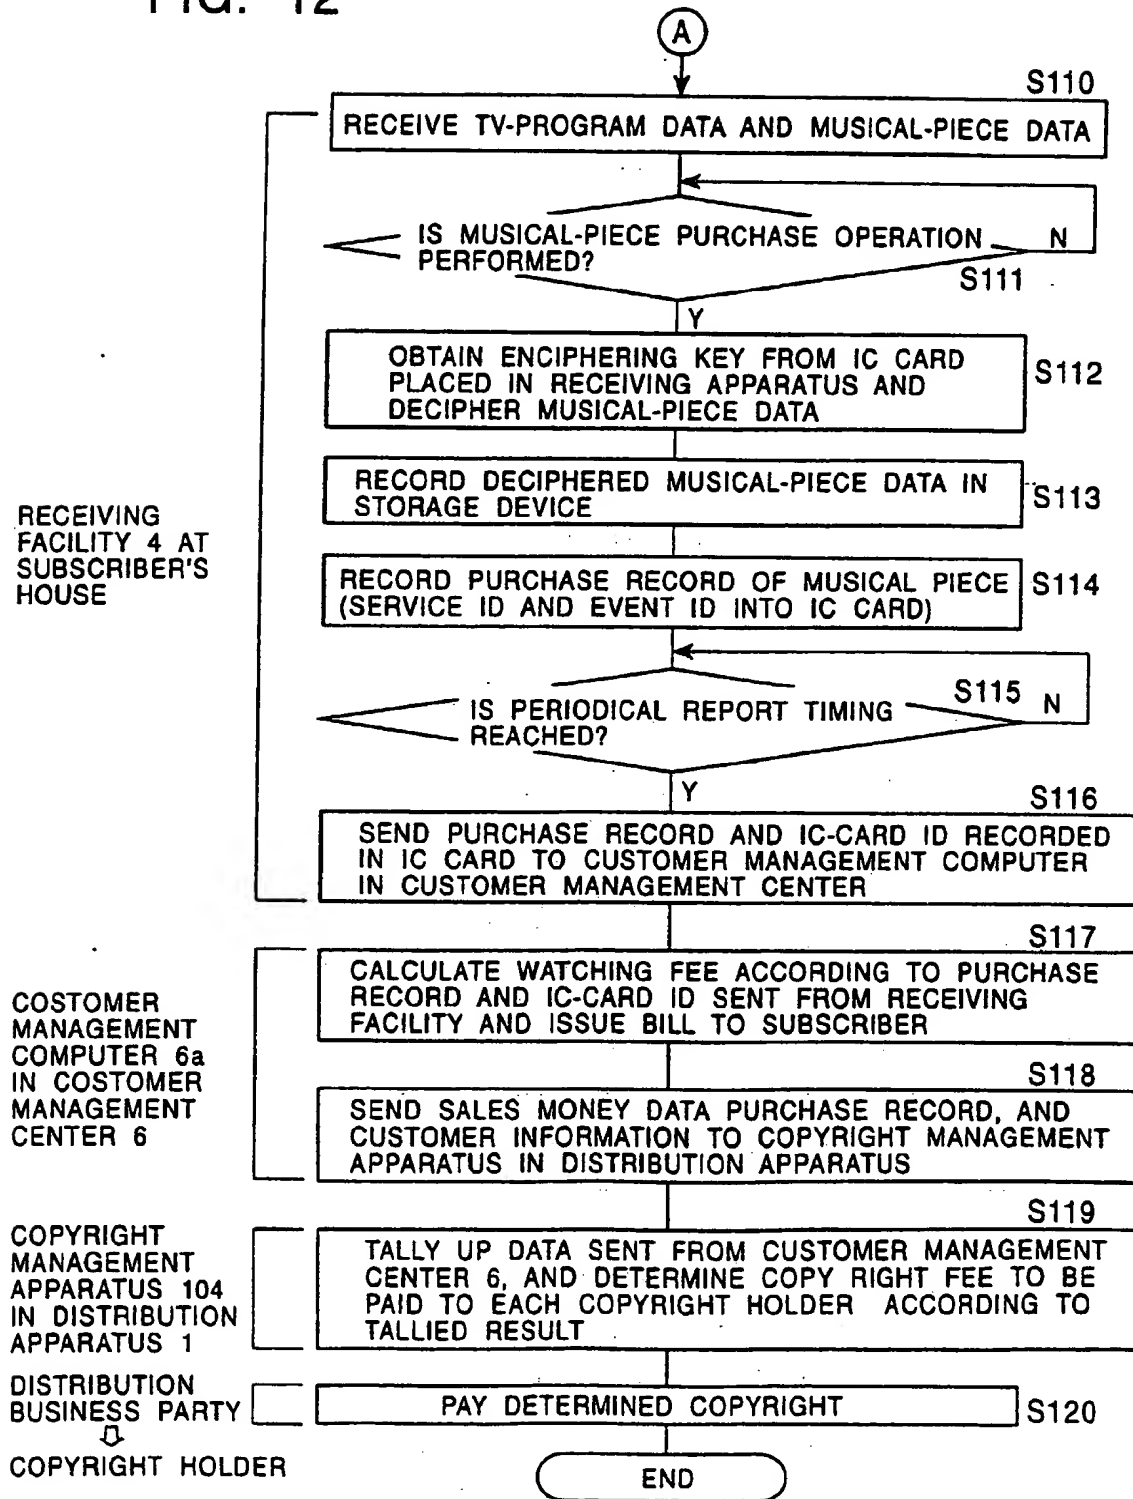 FIG. 12
A
S110
RECEIVE TV-PROGRAM DATA AND MUSICAL-PIECE DATA
IS MUSICAL-PIECE PURCHASE OPERATION
PERFORMED?
N
S111
Y
OBTAIN ENCIPHERING KEY FROM IC CARD
PLACED IN RECEIVING APPARATUS AND
DECIPHER MUSICAL-PIECE DATA
S112
RECORD DECIPHERED MUSICAL-PIECE DATA IN
STORAGE DEVICE
S113
RECEIVING
FACILITY 4 AT
SUBSCRIBER'S
HOUSE
RECORD PURCHASE RECORD OF MUSICAL PIECE
(SERVICE ID AND EVENT ID INTO IC CARD)
S114
IS PERIODICAL REPORT TIMING
REACHED?
S115
N
Y
S116
SEND PURCHASE RECORD AND IC-CARD ID RECORDED
IN IC CARD TO CUSTOMER MANAGEMENT COMPUTER
IN CUSTOMER MANAGEMENT CENTER
S117
CALCULATE WATCHING FEE ACCORDING TO PURCHASE
RECORD AND IC-CARD ID SENT FROM RECEIVING
FACILITY AND ISSUE BILL TO SUBSCRIBER
COSTOMER
MANAGEMENT
COMPUTER 6a
IN COSTOMER
MANAGEMENT
CENTER 6
S118
SEND SALES MONEY DATA PURCHASE RECORD, AND
CUSTOMER INFORMATION TO COPYRIGHT MANAGEMENT
APPARATUS IN DISTRIBUTION APPARATUS
S119
COPYRIGHT
MANAGEMENT
APPARATUS 104
IN DISTRIBUTION
APPARATUS 1
TALLY UP DATA SENT FROM CUSTOMER MANAGEMENT
CENTER 6, AND DETERMINE COPY RIGHT FEE TO BE
PAID TO EACH COPYRIGHT HOLDER ACCORDING TO
TALLIED RESULT
DISTRIBUTION
BUSINESS PARTY
COPYRIGHT HOLDER
PAY DETERMINED COPYRIGHT
S120
END